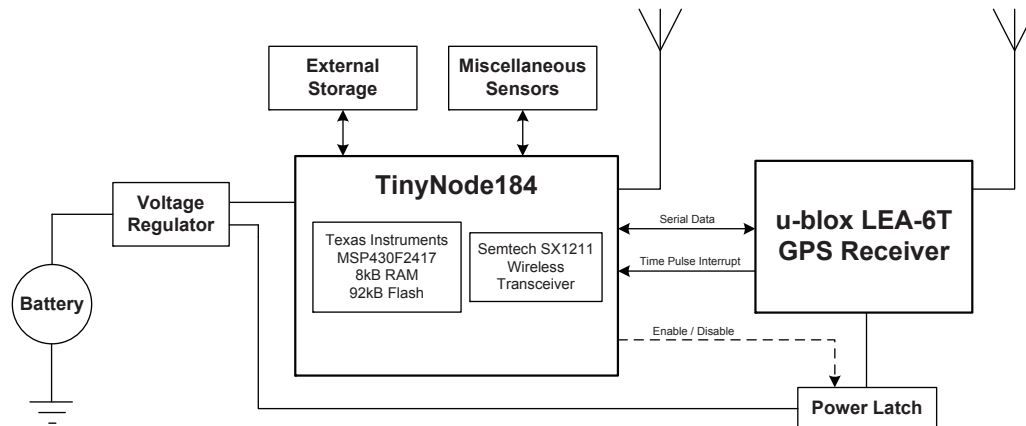 External
Storage
Miscellaneous
Sensors
TinyNode184
Voltage
Regulator
Texas Instruments
MSP430F2417
8kB RAM
92kB Flash
Semtech SX1211
Wireless
Transceiver
Serial Data
Time Pulse Interrupt
u-blox LEA-6T
GPS Receiver
Battery
Enable / Disable
Power Latch